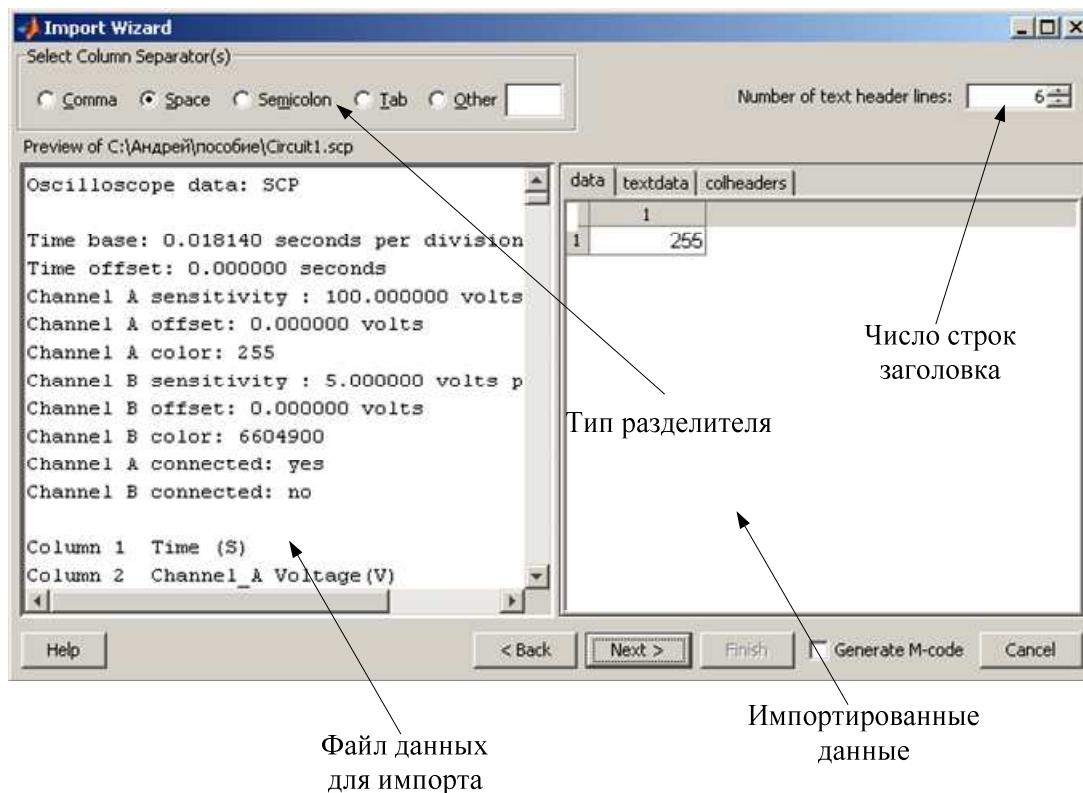 Import Wizard
Select Column Separator(s)
Comma Space Semicolon Tab Other
Number of text header lines: 6
Preview of C:\Андрей\пособие\Circuit1.scp
Oscilloscope data: SCP
Time base: 0.018140 seconds per division
Time offset: 0.000000 seconds
Channel A sensitivity : 100.000000 volts
Channel A offset: 0.000000 volts
Channel A color: 255
Channel B sensitivity : 5.000000 volts p
Channel B offset: 0.000000 volts
Channel B color: 6604900
Channel A connected: yes
Channel B connected: no
Column 1 Time (S)
Column 2 Channel_A Voltage(V)
data textdata colheaders
1
1 255
Число строк
заголовка
Тип разделителя
Help < Back Next > Finish Generate M-code Cancel
Файл данных
для импорта
Импортированные
данные